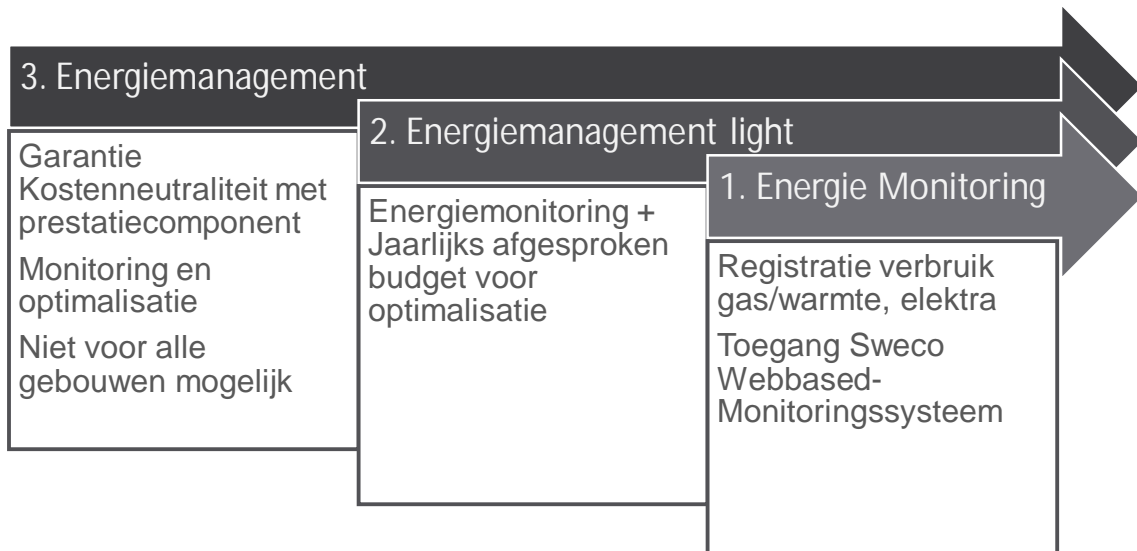 3. Energiemanagement
Garantie
Kostenneutraliteit met
prestatiecomponent
Monitoring en
optimalisatie
Niet voor alle
gebouwen mogelijk
2. Energiemanagement light
Energiemonitoring +
Jaarlijks afgesproken
budget voor
optimalisatie
1. Energie Monitoring
Registratie verbruik
gas/warmte, elektra
Toegang Sweco
Webbased-
Monitoringssysteem